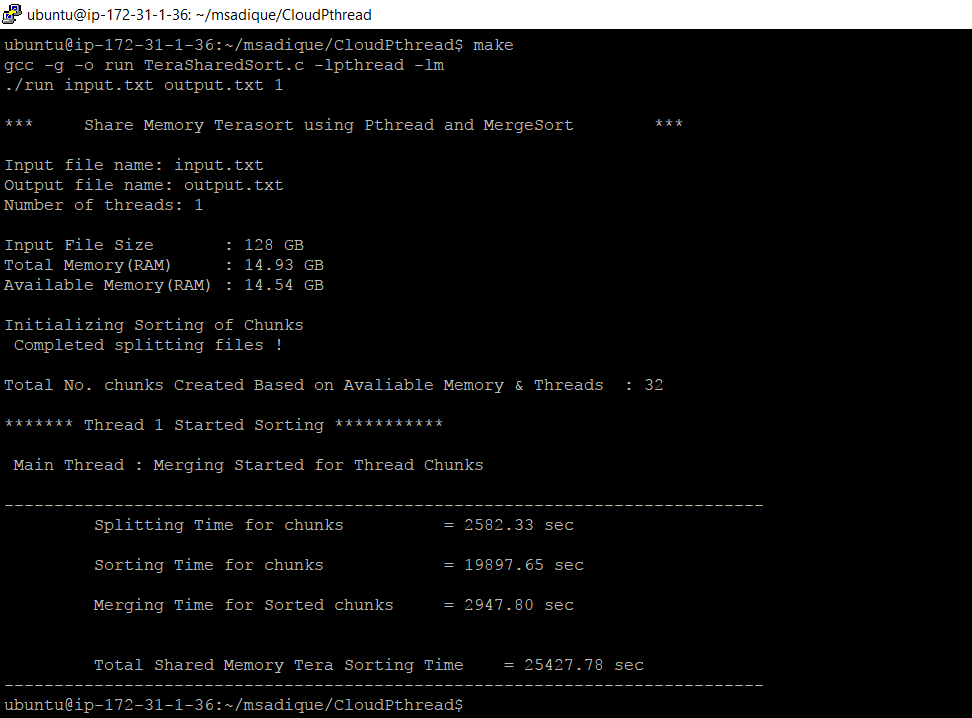 ubuntu@ip-172-31-1-36: ~/msadique/CloudPthread
ubuntu@ip-172-31-1-36:~/msadique/CloudPthread$ make
gcc -g -o run TeraSharedSort.c -lpthread -lm
./run input.txt output.txt 1
***     Share Memory Terasort using Pthread and MergeSort        ***
Input file name: input.txt
Output file name: output.txt
Number of threads: 1
Input File Size       : 128 GB
Total Memory(RAM)     : 14.93 GB
Available Memory(RAM) : 14.54 GB
Initializing Sorting of Chunks
 Completed splitting files !
Total No. chunks Created Based on Avaliable Memory & Threads  : 32
******* Thread 1 Started Sorting ***********
 Main Thread : Merging Started for Thread Chunks
----------------------------------------------------------------------------
         Splitting Time for chunks          = 2582.33 sec
         Sorting Time for chunks            = 19897.65 sec
         Merging Time for Sorted chunks     = 2947.80 sec
         Total Shared Memory Tera Sorting Time    = 25427.78 sec
----------------------------------------------------------------------------
ubuntu@ip-172-31-1-36:~/msadique/CloudPthread$